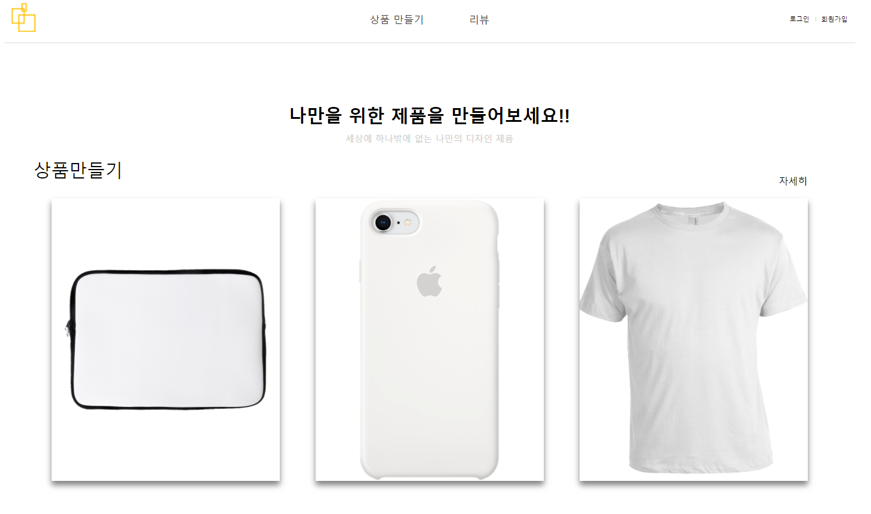 상품 만들기 리뷰 로그인 | 회원가입
나만을 위한 제품을 만들어보세요!!
세상에 하나밖에 없는 나만의 디자인 제품
상품만들기
자세히